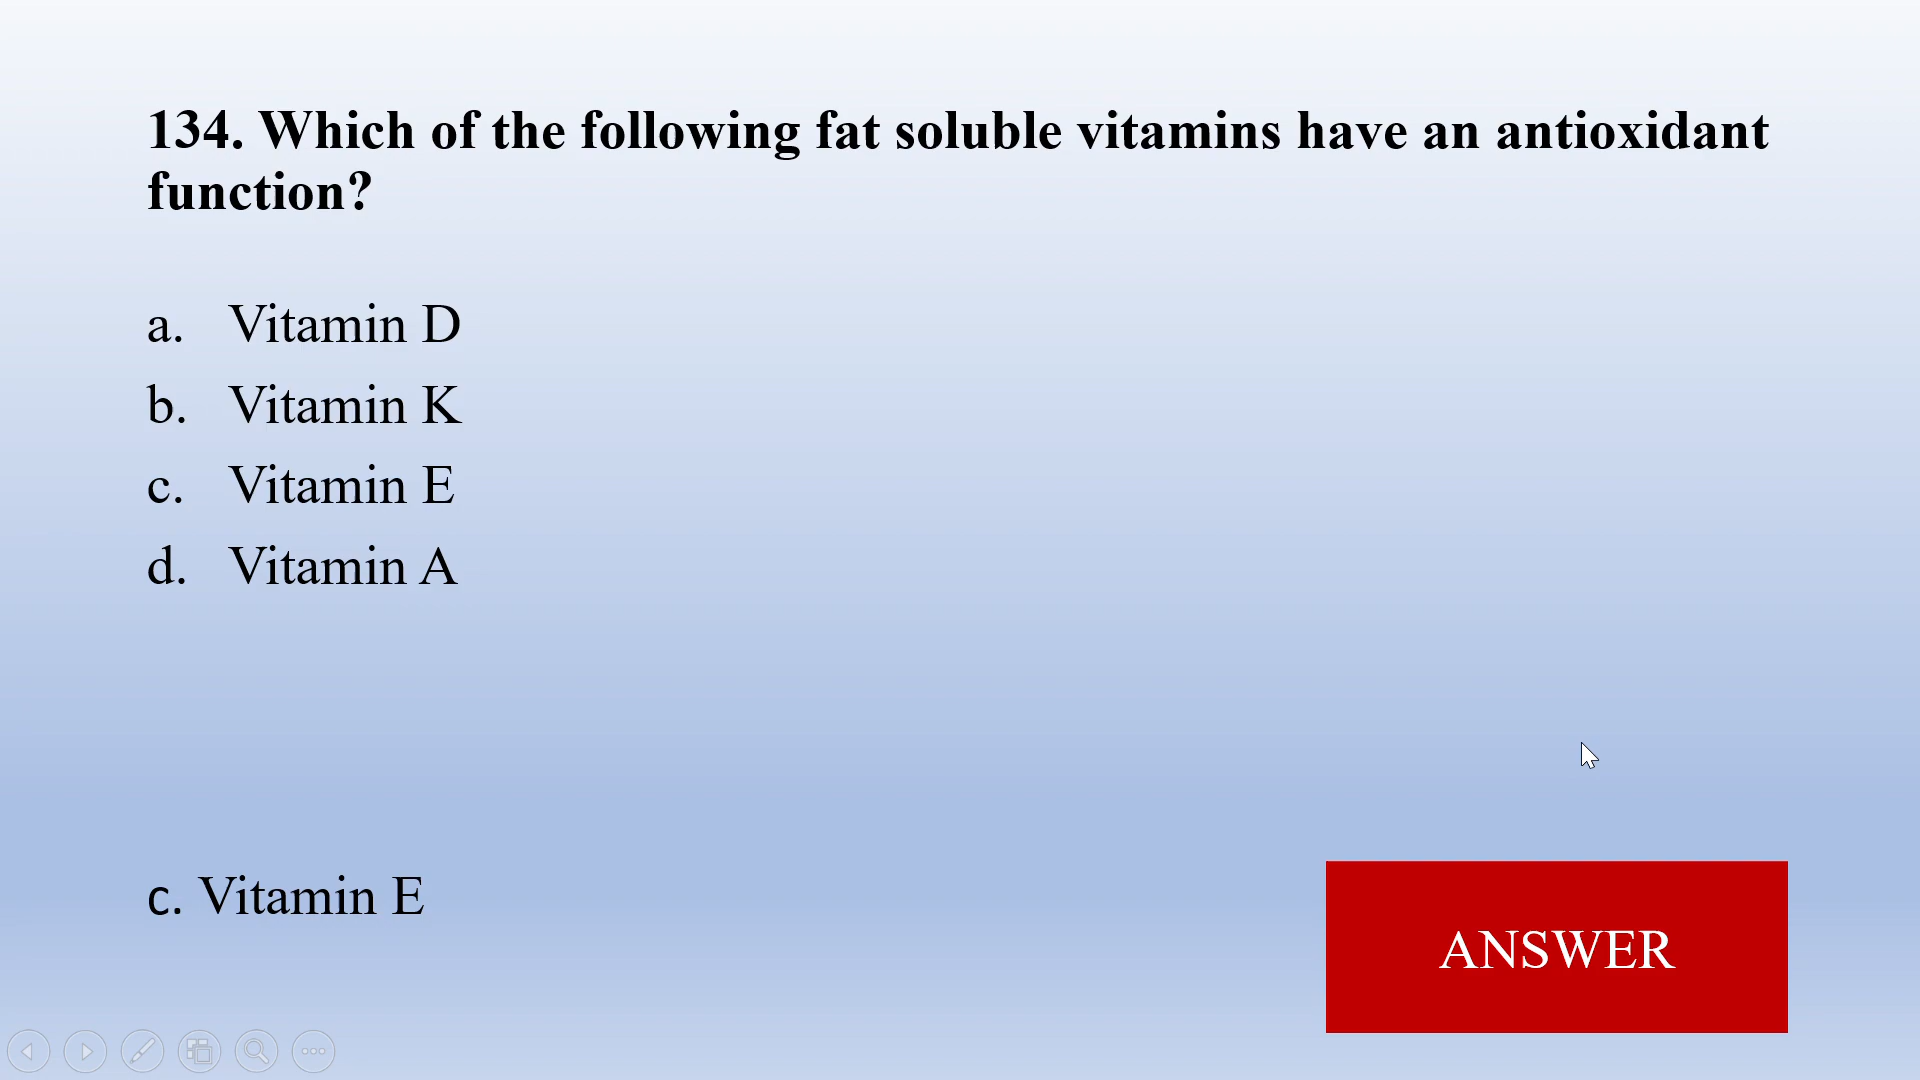 134. Which of the following fat soluble vitamins have an antioxidant
function?
a. Vitamin D
b. Vitamin K
c. Vitamin E
d. Vitamin A
c. Vitamin E
ANSWER